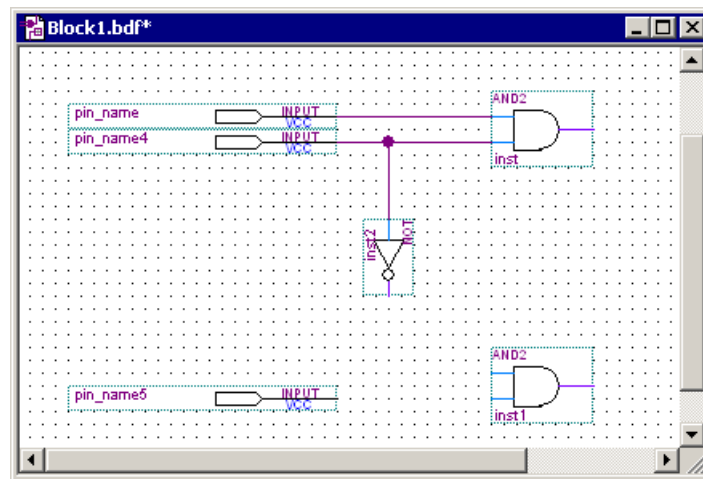 Block1.bdf*
pin_name
INPUT
VCC
AND2
pin_name4
INPUT
VCC
inst
inst2
NOT
AND2
pin_name5
INPUT
VCC
inst1